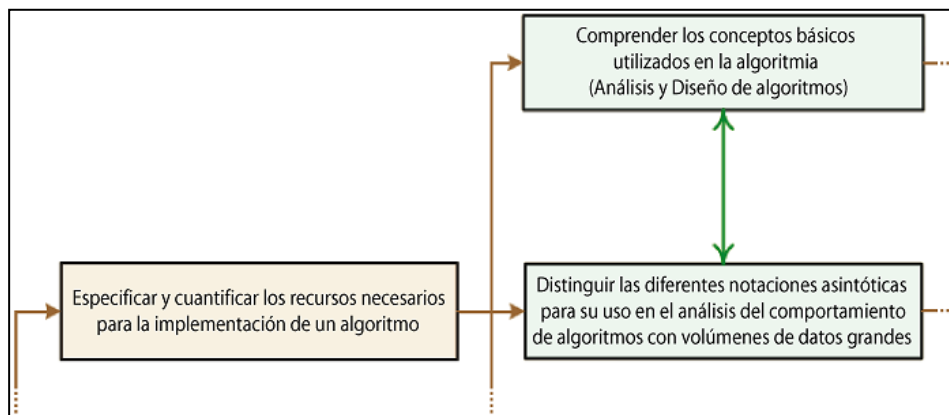 Comprender los conceptos básicos
utilizados en la algoritmia
(Análisis y Diseño de algoritmos)
Especificar y cuantificar los recursos necesarios
para la implementación de un algoritmo
Distinguir las diferentes notaciones asintóticas
para su uso en el análisis del comportamiento
de algoritmos con volúmenes de datos grandes